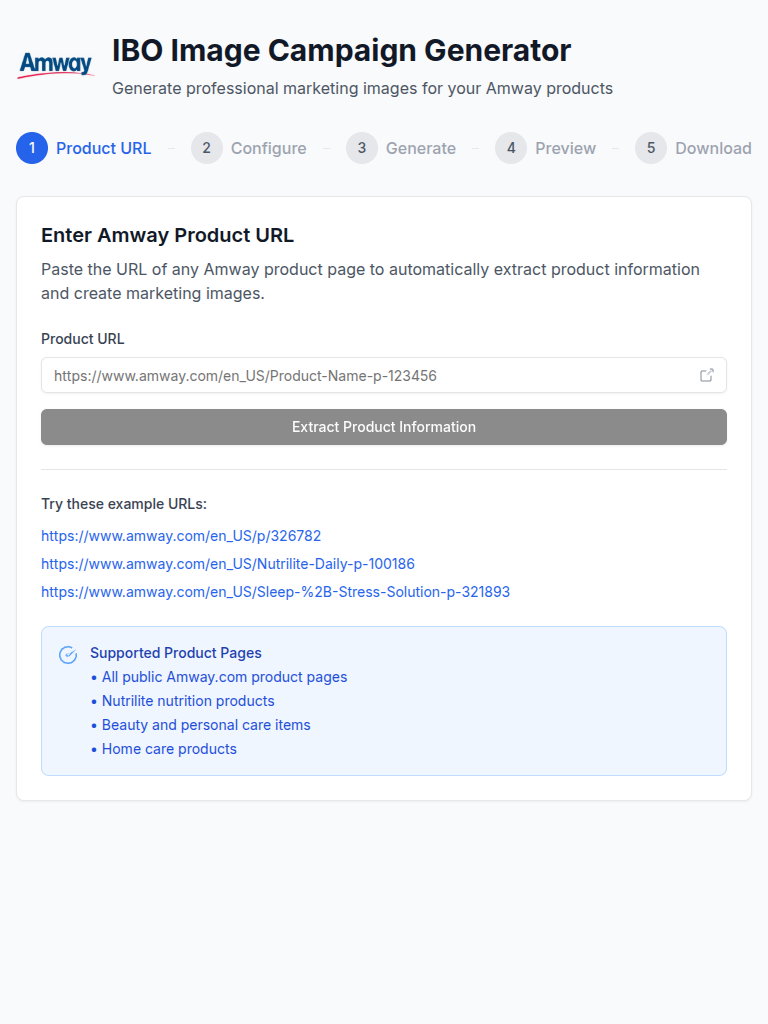 Amway
IBO Image Campaign Generator
Generate professional marketing images for your Amway products
1 Product URL
2 Configure
3 Generate
4 Preview
5 Download
Enter Amway Product URL
Paste the URL of any Amway product page to automatically extract product information
and create marketing images.
Product URL
https://www.amway.com/en_US/Product-Name-p-123456
Extract Product Information
Try these example URLs:
https://www.amway.com/en_US/p/326782
https://www.amway.com/en_US/Nutrilite-Daily-p-100186
https://www.amway.com/en_US/Sleep-%2B-Stress-Solution-p-321893
Supported Product Pages
• All public Amway.com product pages
• Nutrilite nutrition products
• Beauty and personal care items
• Home care products